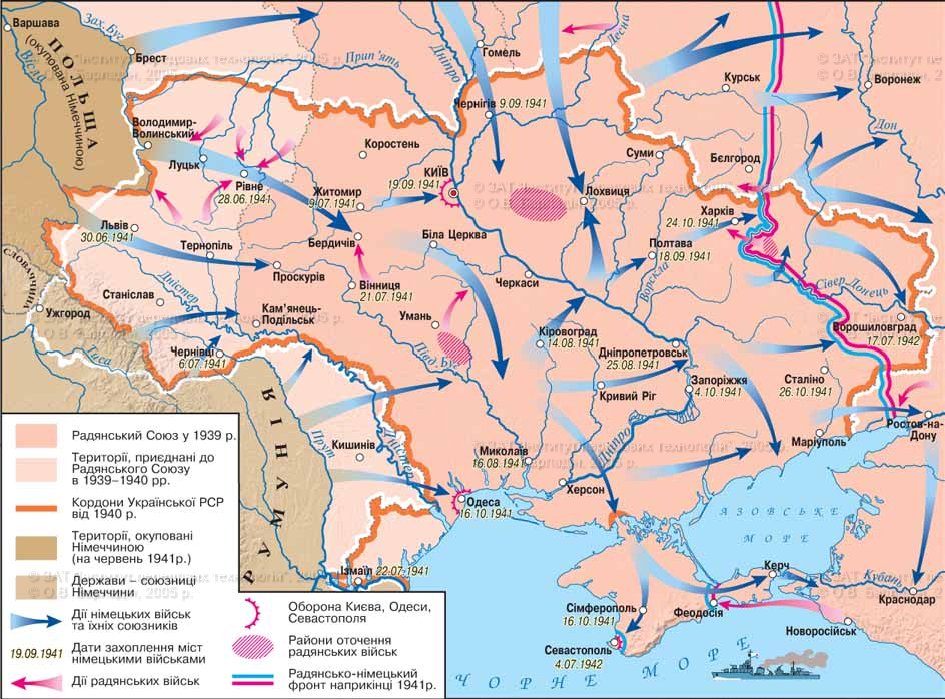 Варшава
Зах. Буг
Брест
ПОЛЬЩА
(окупована Німеччиною)
Вісла
Прип'ять
Дніпро
Гомель
Десна
Курськ
Воронеж
Дон
Чернігів 9.09.1941
Володимир-
Волинський
Луцьк
Рівне
28.06.1941
Коростень
Житомир
9.07.1941
КИЇВ
19.09.1941
Суми
Бєлгород
Лохвиця
Харків
24.10.1941
Львів
30.06.1941
Тернопіль
Бердичів
Біла Церква
Полтава
18.09.1941
Ворскла
Проскурів
Вінниця
21.07.1941
Черкаси
Сівер. Донець
Дністер
Станіслав
Ужгород
Кам'янець-
Подільськ
Умань
Кіровоград
14.08.1941
Ворошиловград
17.07.1942
Тиса
Чернівці
6.07.1941
Півд. Буг
Дніпропетровськ
25.08.1941
Кривий Ріг
Запоріжжя
4.10.1941
Сталіно
26.10.1941
РУМУНІЯ
Прут
Кишинів
Дністер
Миколаїв
16.08.1941
Дніпро
Маріуполь
Ростов-на-
Дону
Одеса
16.10.1941
Херсон
АЗОВСЬКЕ
МОРЕ
Ізмаїл 22.07.1941
Керч
Кубань
Краснодар
Сімферополь
16.10.1941
Феодосія
Новоросійськ
Севастополь
4.07.1942
ЧОРНЕ МОРЕ
Радянський Союз у 1939 р.
Території, приєднані до
Радянського Союзу
в 1939–1940 рр.
Кордони Української РСР
від 1940 р.
Території, окуповані
Німеччиною
(на червень 1941р.)
Держави – союзниці
Німеччини
Дії німецьких військ
та їхніх союзників
19.09.1941 Дати захоплення міст
німецькими військами
Дії радянських військ
Оборона Києва, Одеси,
Севастополя
Райони оточення
радянських військ
Радянсько-німецький
фронт наприкінці 1941р.